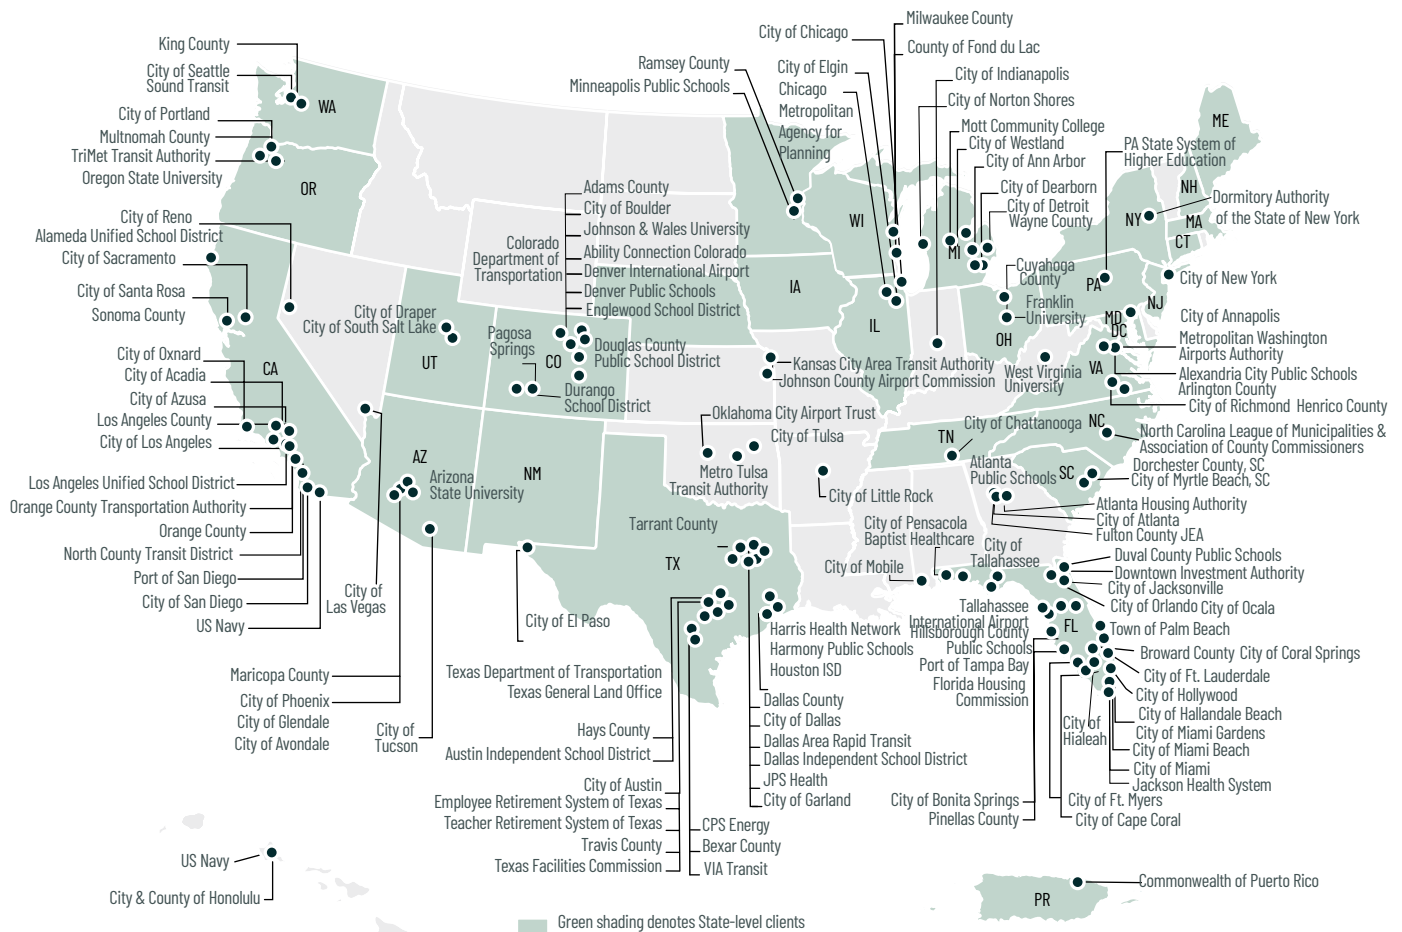 King County
City of Seattle
Sound Transit
City of Portland
Multnomah County
TriMet Transit Authority
Oregon State University
City of Reno
Alameda Unified School District
City of Sacramento
City of Santa Rosa
Sonoma County
City of Oxnard
City of Acadia
City of Azusa
Los Angeles County
City of Los Angeles
Los Angeles Unified School District
Orange County Transportation Authority
Orange County
North County Transit District
Port of San Diego
City of San Diego
US Navy
Maricopa County
City of Phoenix
City of Glendale
City of Avondale
City of
Tucson
City of
Las Vegas
US Navy
City & County of Honolulu
WA
OR
CA
City of Draper
City of South Salt Lake
UT
AZ
Arizona
State University
NM
Colorado
Department of
Transportation
Adams County
City of Boulder
Johnson & Wales University
Ability Connection Colorado
Denver International Airport
Denver Public Schools
Englewood School District
Pagosa
Springs
CO
Douglas County
Public School District
Durango
School District
Ramsey County
Minneapolis Public Schools
City of Chicago
City of Elgin
Chicago
Metropolitan
Agency for
Planning
Milwaukee County
County of Fond du Lac
City of Indianapolis
City of Norton Shores
Mott Community College
City of Westland
City of Ann Arbor
City of Dearborn
City of Detroit
Wayne County
WI
MI
IA
IL
Cuyahoga
County
Franklin
University
OH
Kansas City Area Transit Authority
Johnson County Airport Commission
West Virginia
University
Oklahoma City Airport Trust
City of Tulsa
Metro Tulsa
Transit Authority
City of Little Rock
TN
City of Chattanooga
PA State System of
Higher Education
ME
NH
NY
MA
CT
Dormitory Authority
of the State of New York
PA
City of New York
NJ
MD
DC
VA
City of Annapolis
Metropolitan Washington
Airports Authority
Alexandria City Public Schools
Arlington County
City of Richmond Henrico County
NC
North Carolina League of Municipalities &
Association of County Commissioners
SC
Dorchester County, SC
City of Myrtle Beach, SC
Atlanta
Public Schools
Atlanta Housing Authority
City of Atlanta
Fulton County JEA
City of Pensacola
Baptist Healthcare
City of Mobile
City of
Tallahassee
Duval County Public Schools
Downtown Investment Authority
City of Jacksonville
City of Orlando City of Ocala
Tallahassee
International Airport
Hillsborough County
Public Schools
Port of Tampa Bay
Florida Housing
Commission
FL
Town of Palm Beach
Broward County City of Coral Springs
City of Ft. Lauderdale
City of Hollywood
City of Hallandale Beach
City of Miami Gardens
City of Miami Beach
City of Miami
Jackson Health System
City of
Hialeah
City of Ft. Myers
City of Cape Coral
City of Bonita Springs
Pinellas County
Tarrant County
TX
City of El Paso
Harris Health Network
Harmony Public Schools
Houston ISD
Texas Department of Transportation
Texas General Land Office
Hays County
Austin Independent School District
City of Austin
Employee Retirement System of Texas
Teacher Retirement System of Texas
Travis County
Texas Facilities Commission
CPS Energy
Bexar County
VIA Transit
Dallas County
City of Dallas
Dallas Area Rapid Transit
Dallas Independent School District
JPS Health
City of Garland
Commonwealth of Puerto Rico
PR
Green shading denotes State-level clients